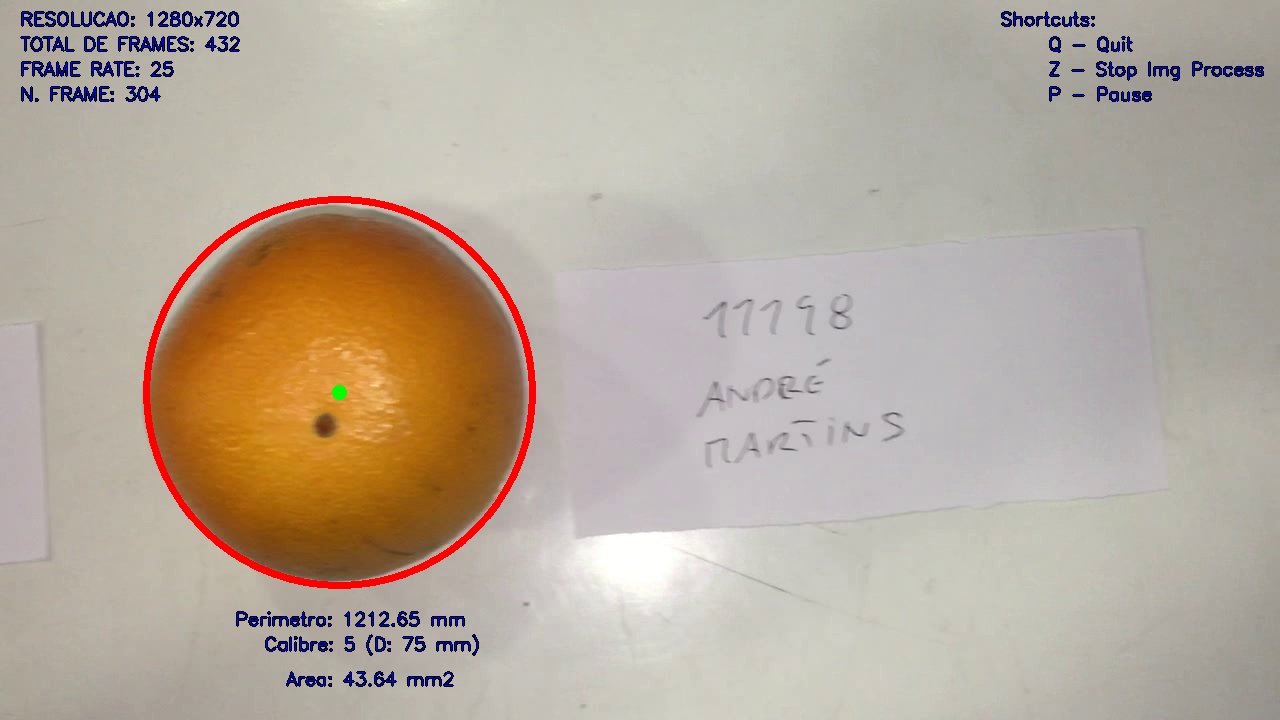 RESOLUCAO: 1280x720
TOTAL DE FRAMES: 432
FRAME RATE: 25
N. FRAME: 304
Shortcuts:
Q - Quit
Z - Stop Img Process
P - Pause
11198
ANDRÉ
MARTINS
Perimetro: 1212.65 mm
Calibre: 5 (D: 75 mm)
Area: 43.64 mm2